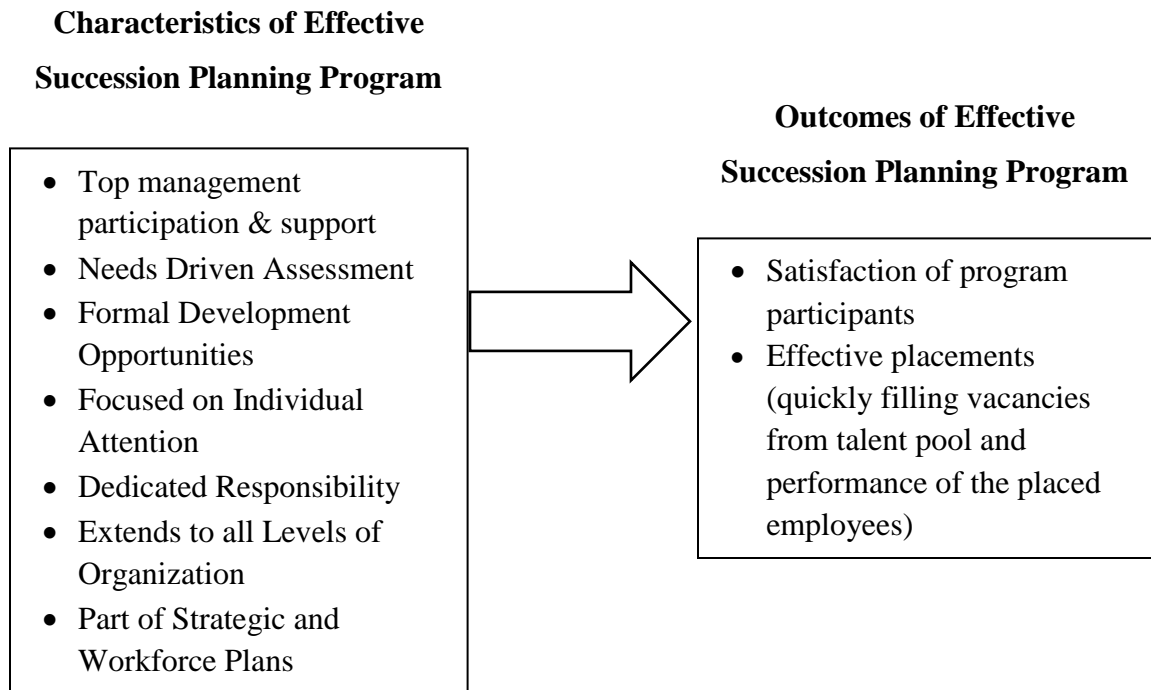 Characteristics of Effective
Succession Planning Program
• Top management
participation & support
• Needs Driven Assessment
• Formal Development
Opportunities
• Focused on Individual
Attention
• Dedicated Responsibility
• Extends to all Levels of
Organization
• Part of Strategic and
Workforce Plans
Outcomes of Effective
Succession Planning Program
• Satisfaction of program
participants
• Effective placements
(quickly filling vacancies
from talent pool and
performance of the placed
employees)